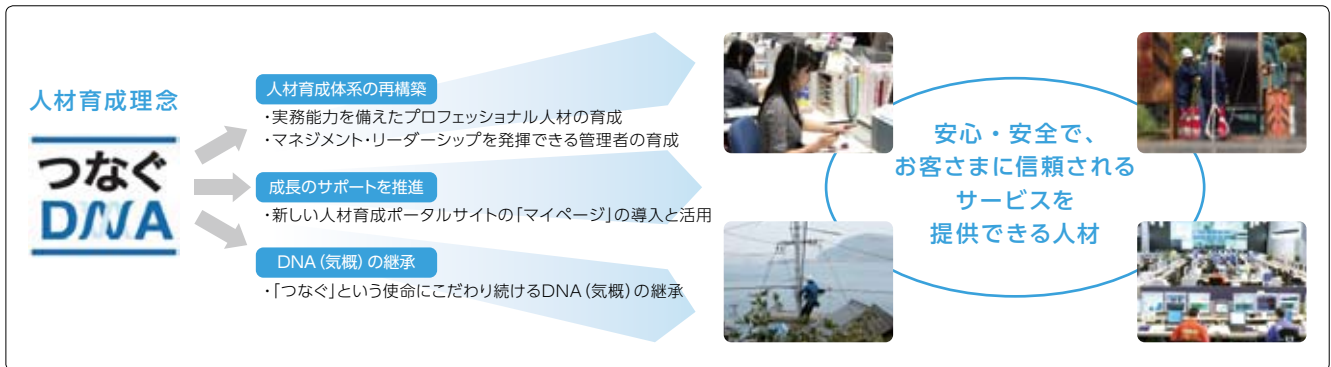 人材育成理念
つなぐ
DNA
人材育成体系の再構築
・実務能力を備えたプロフェッショナル人材の育成
・マネジメント・リーダーシップを発揮できる管理者の育成
成長のサポートを推進
・新しい人材育成ポータルサイトの「マイページ」の導入と活用
DNA（気概）の継承
・「つなぐ」という使命にこだわり続けるDNA（気概）の継承
安心・安全で、
お客さまに信頼される
サービスを
提供できる人材